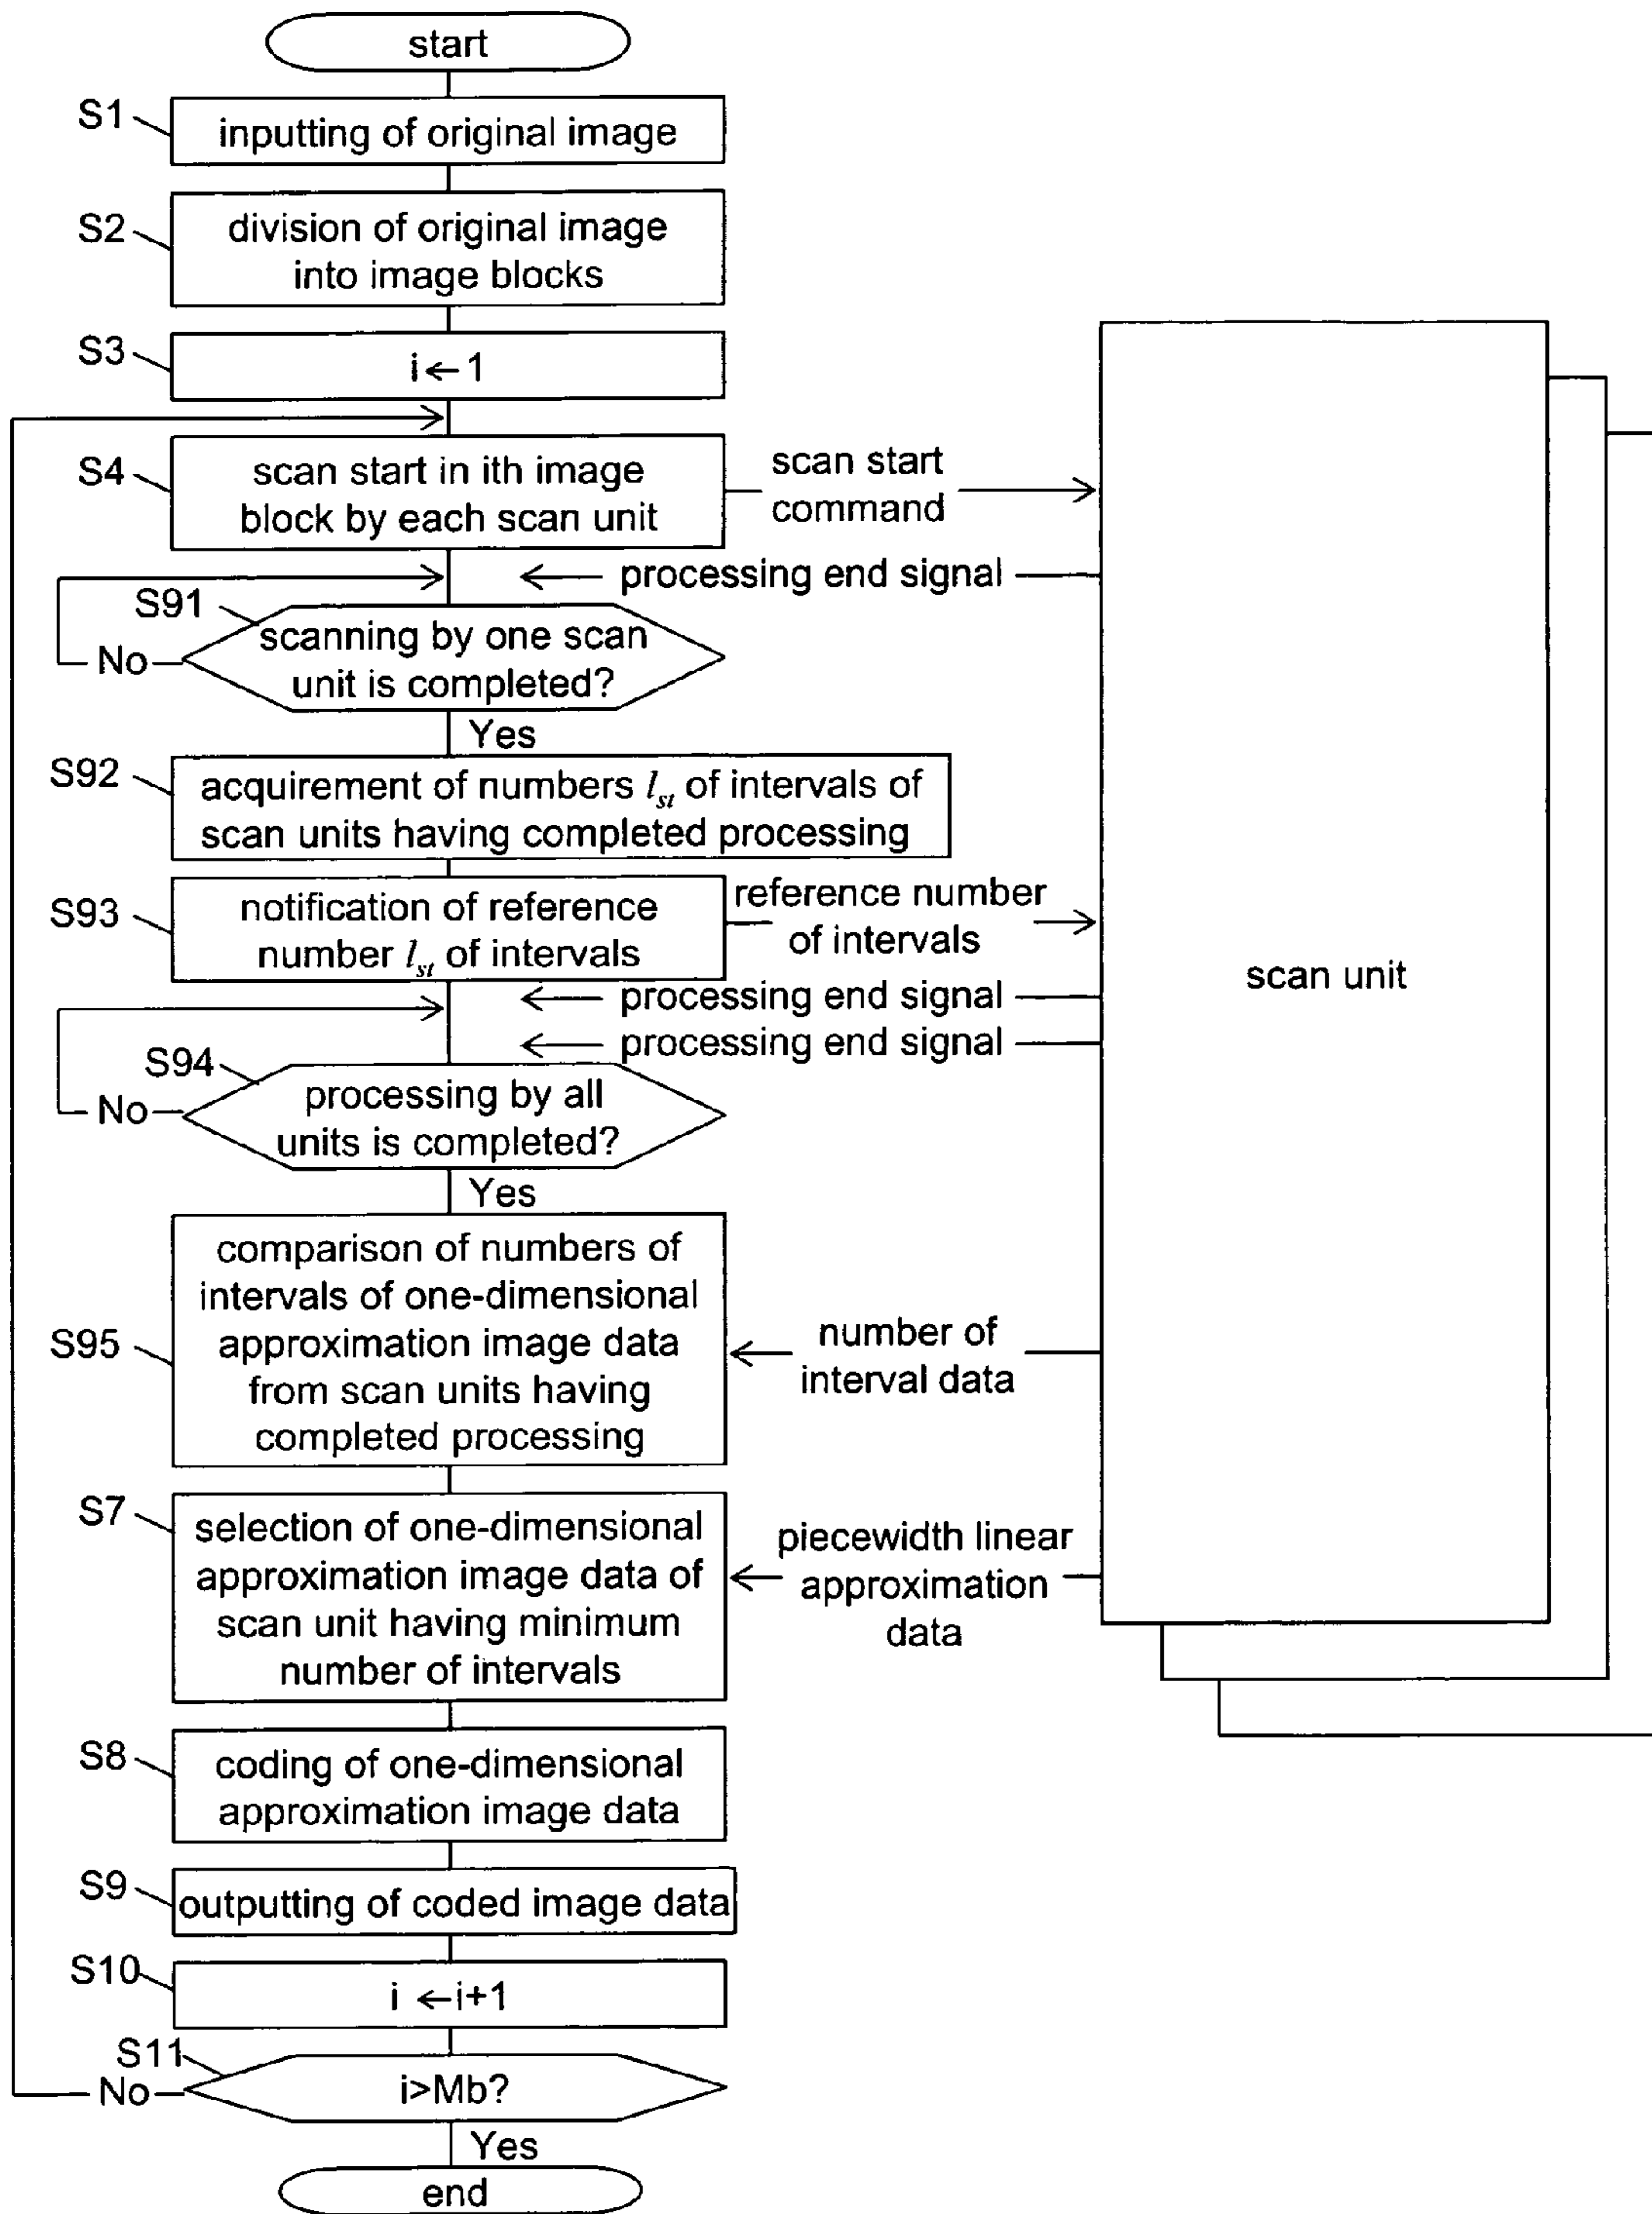 start
S1
inputting of original image
S2
division of original image
into image blocks
S3
i←1
S4
scan start in ith image
block by each scan unit
scan start
command
processing end signal
S91
scanning by one scan
unit is completed?
No
Yes
S92
acquirement of numbers l_st of intervals of
scan units having completed processing
S93
notification of reference
number l_st of intervals
reference number
of intervals
scan unit
processing end signal
processing end signal
S94
processing by all
units is completed?
No
Yes
S95
comparison of numbers of
intervals of one-dimensional
approximation image data
from scan units having
completed processing
number of
interval data
S7
selection of one-dimensional
approximation image data of
scan unit having minimum
number of intervals
piecewidth linear
approximation
data
S8
coding of one-dimensional
approximation image data
S9
outputting of coded image data
S10
i ←i+1
S11
i>Mb?
No
Yes
end